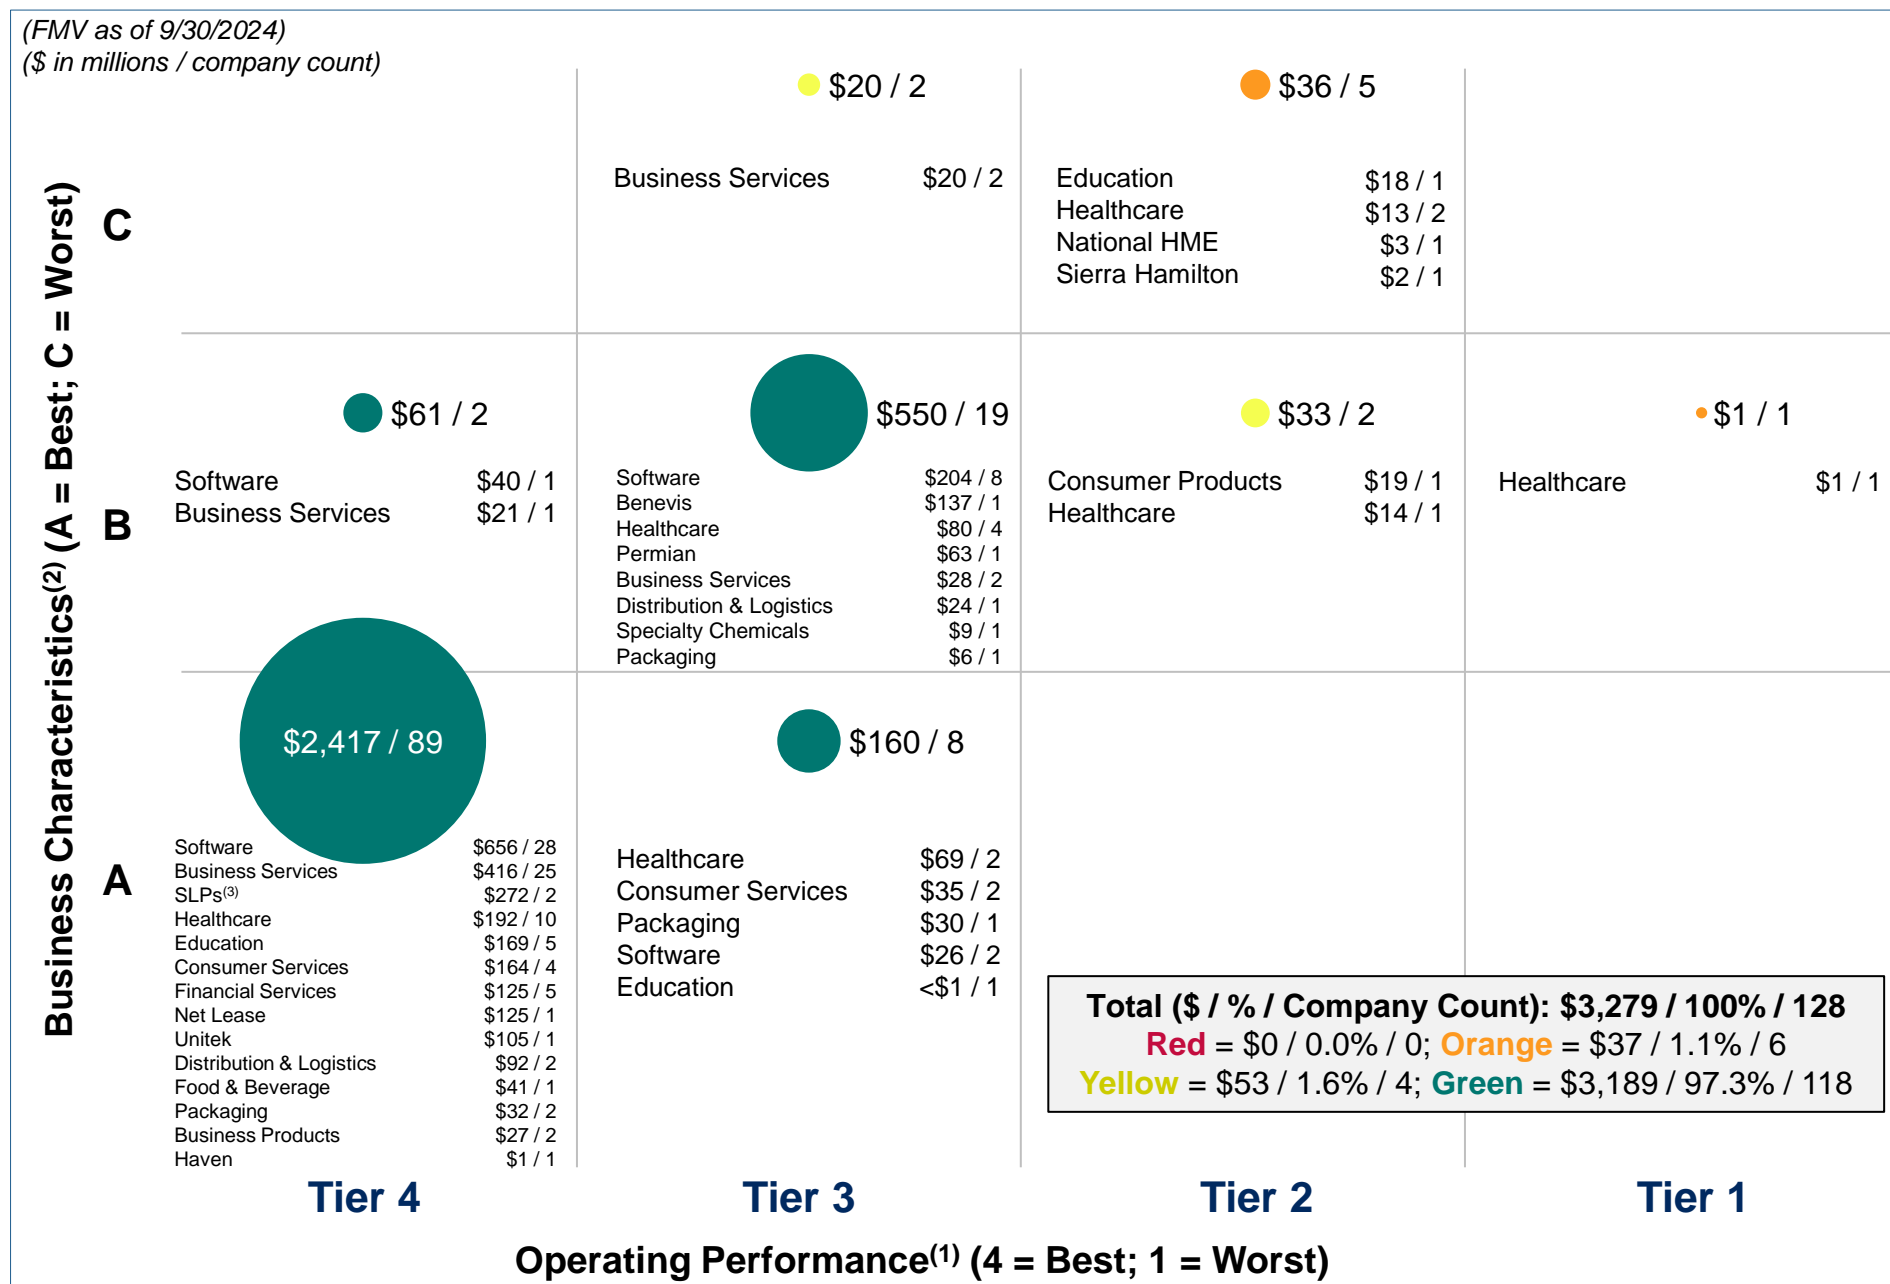 (FMV as of 9/30/2024)
($ in millions / company count)
Business Characteristics(2) (A = Best; C = Worst)
C
$20 / 2
Business Services $20 / 2
$36 / 5
Education $18 / 1
Healthcare $13 / 2
National HME $3 / 1
Sierra Hamilton $2 / 1
B
$61 / 2
Software $40 / 1
Business Services $21 / 1
$550 / 19
Software $204 / 8
Benevis $137 / 1
Healthcare $80 / 4
Permian $63 / 1
Business Services $28 / 2
Distribution & Logistics $24 / 1
Specialty Chemicals $9 / 1
Packaging $6 / 1
$33 / 2
Consumer Products $19 / 1
Healthcare $14 / 1
$1 / 1
Healthcare $1 / 1
A
$2,417 / 89
Software $656 / 28
Business Services $416 / 25
SLPs(3) $272 / 2
Healthcare $192 / 10
Education $169 / 5
Consumer Services $164 / 4
Financial Services $125 / 5
Net Lease $125 / 1
Unitek $105 / 1
Distribution & Logistics $92 / 2
Food & Beverage $41 / 1
Packaging $32 / 2
Business Products $27 / 2
Haven $1 / 1
$160 / 8
Healthcare $69 / 2
Consumer Services $35 / 2
Packaging $30 / 1
Software $26 / 2
Education <$1 / 1
Total ($ / % / Company Count): $3,279 / 100% / 128
Red = $0 / 0.0% / 0; Orange = $37 / 1.1% / 6
Yellow = $53 / 1.6% / 4; Green = $3,189 / 97.3% / 118
Tier 4 Tier 3 Tier 2 Tier 1
Operating Performance(1) (4 = Best; 1 = Worst)